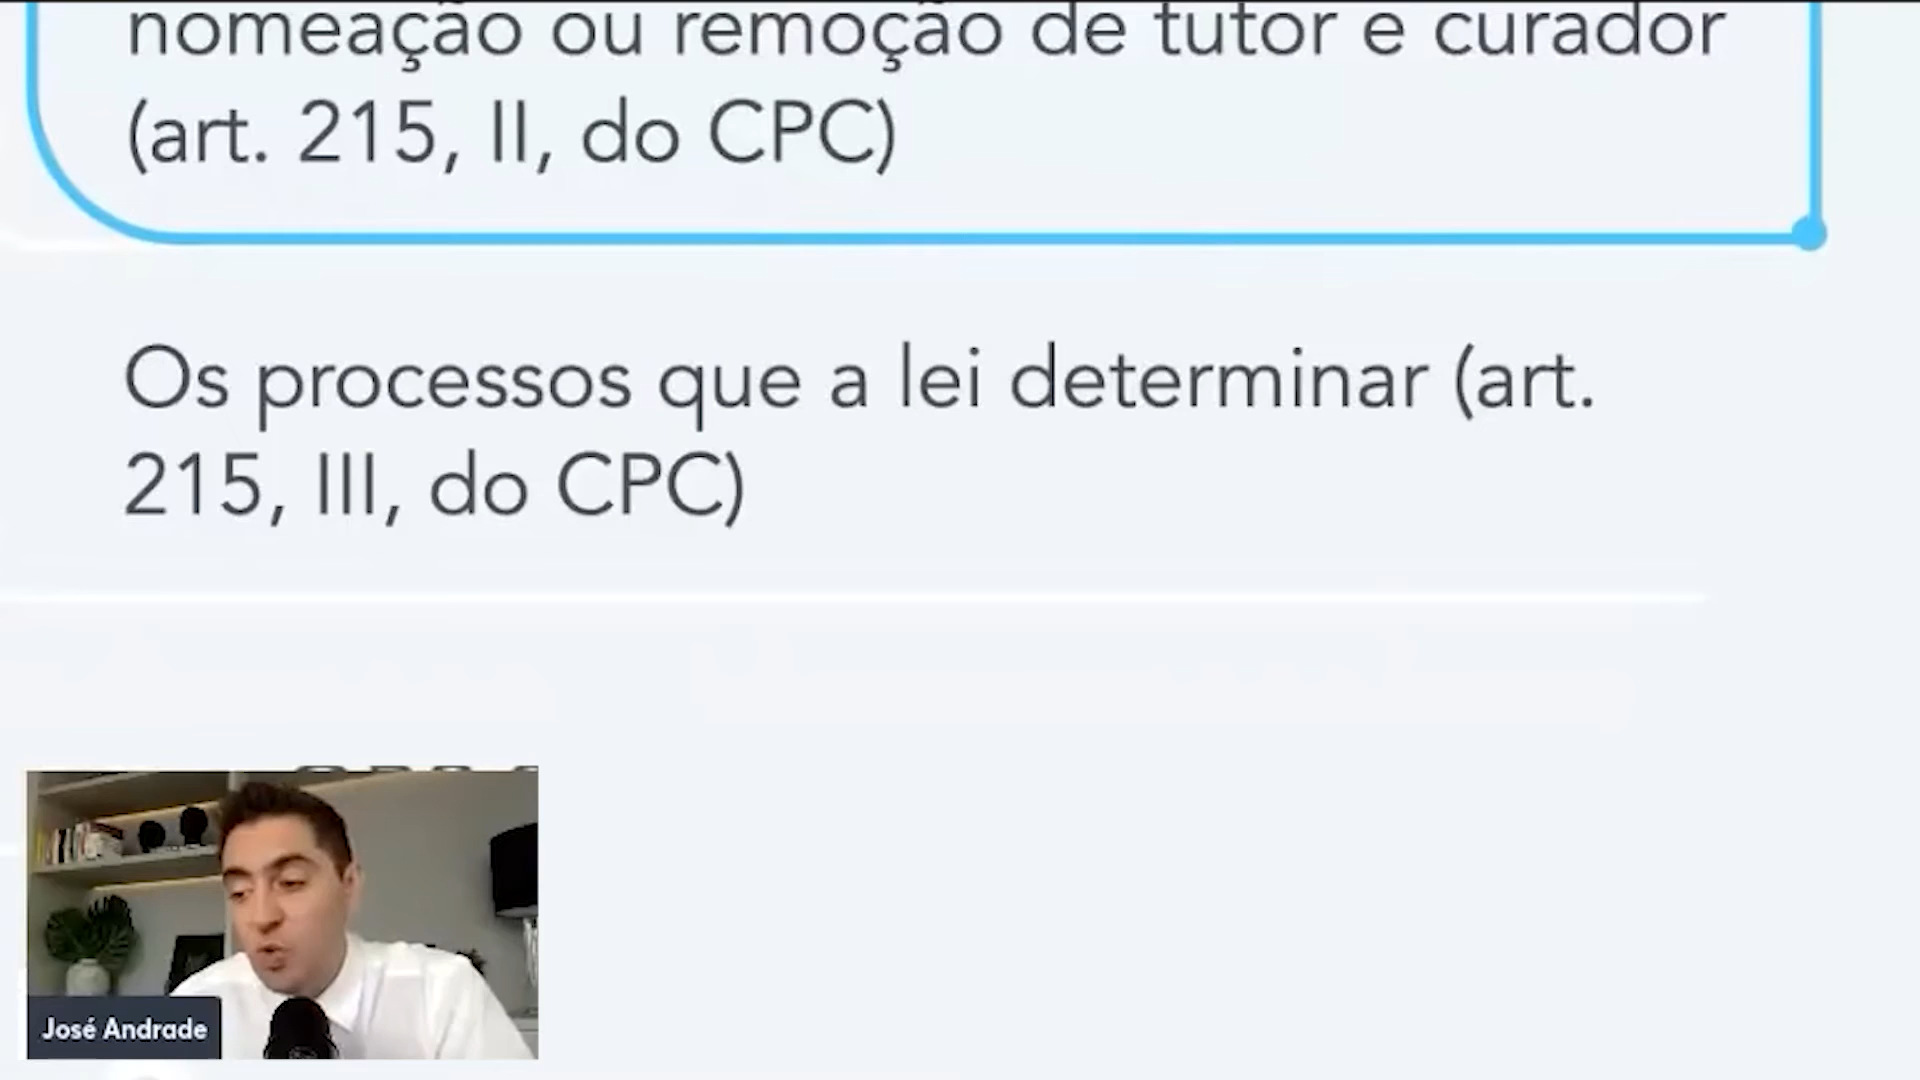 nomeação ou remoção de tutor e curador
(art. 215, II, do CPC)
Os processos que a lei determinar (art.
215, III, do CPC)
José Andrade